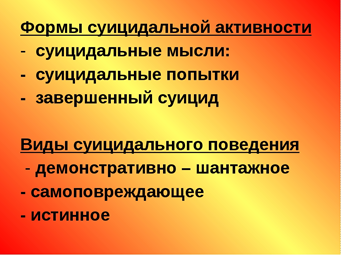 Формы суицидальной активности
- суицидальные мысли:
- суицидальные попытки
- завершенный суицид
Виды суицидального поведения
- демонстративно – шантажное
- самоповреждающее
- истинное